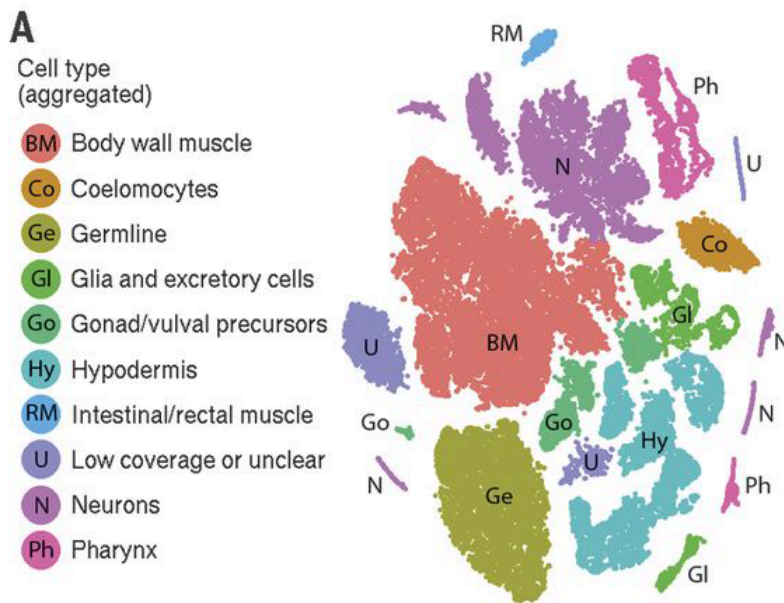 A
Cell type
(aggregated)
BM Body wall muscle
Co Coelomocytes
Ge Germline
Gl Glia and excretory cells
Go Gonad/vulval precursors
Hy Hypodermis
RM Intestinal/rectal muscle
U Low coverage or unclear
N Neurons
Ph Pharynx
RM
Ph
N
U
Co
Gl
N
U
BM
N
Go
Go
Hy
N
U
Ge
Ph
Gl